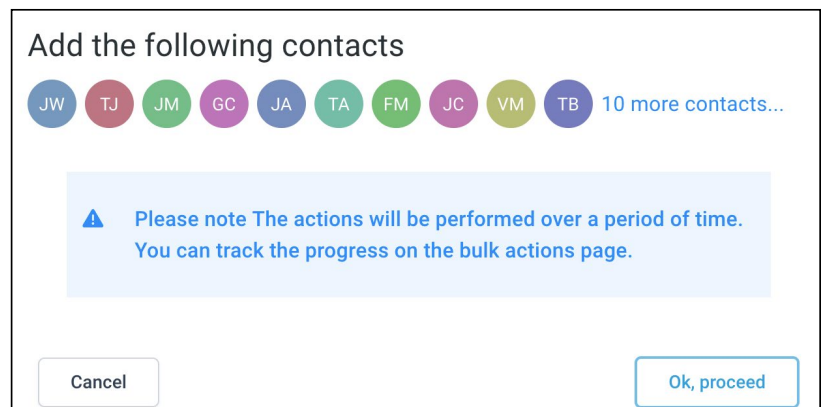 Add the following contacts
JW TJ JM GC JA TA FM JC VM TB 10 more contacts...
Please note The actions will be performed over a period of time.
You can track the progress on the bulk actions page.
Cancel Ok, proceed